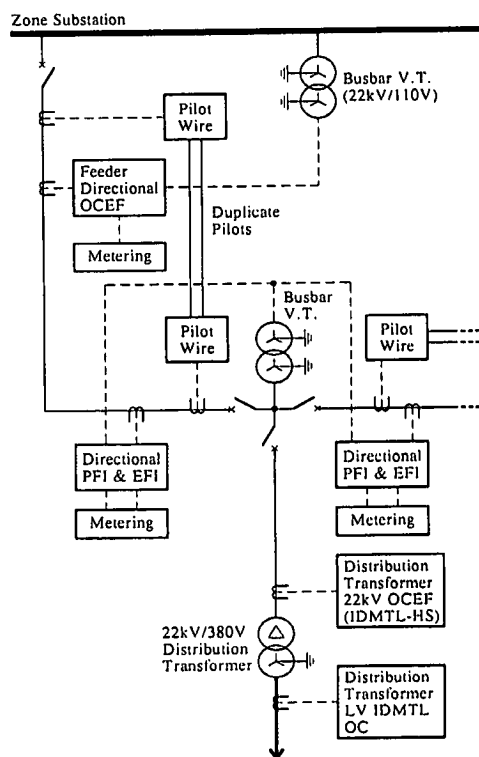 Zone Substation
Busbar V.T.
(22kV/110V)
Pilot
Wire
Feeder
Directional
OCEF
Duplicate
Pilots
Metering
Busbar
V.T.
Pilot
Wire
Pilot
Wire
Directional
PFI & EFI
Metering
Directional
PFI & EFI
Metering
Distribution
Transformer
22kV OCEF
(IDMTL-HS)
22kV/380V
Distribution
Transformer
Distribution
Transformer
LV IDMTL
OC